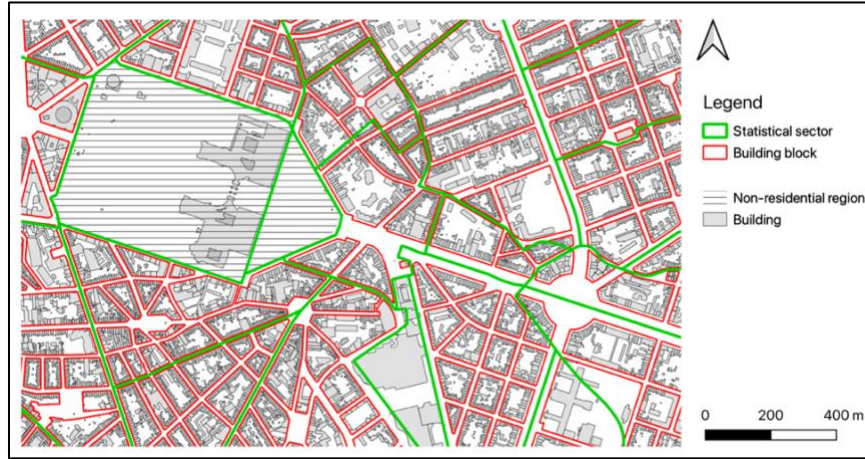 Legend
Statistical sector
Building block
Non-residential region
Building
0 200 400 m